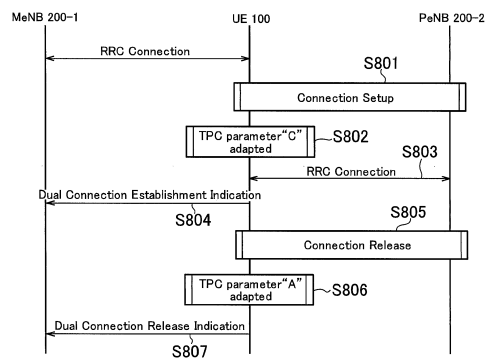 MeNB 200-1
UE 100
PeNB 200-2
RRC Connection
S801
Connection Setup
TPC parameter“C”
adapted
S802
S803
RRC Connection
Dual Connection Establishment Indication
S804
S805
Connection Release
TPC parameter“A”
adapted
S806
Dual Connection Release Indication
S807